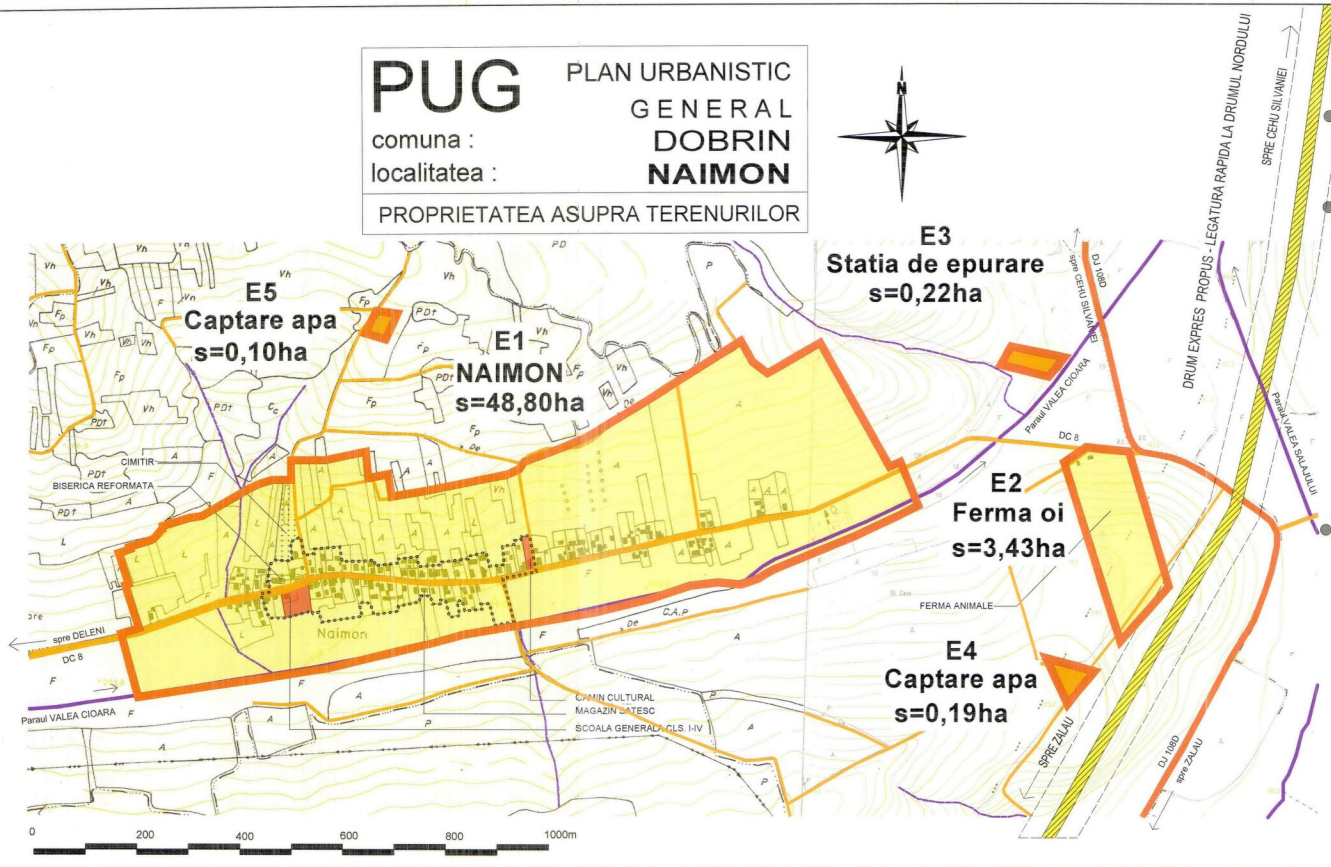 PUG
PLAN URBANISTIC
GENERAL
comuna :
DOBRIN
localitatea :
NAIMON
PROPRIETATEA ASUPRA TERENURILOR
N
DRUM EXPRES PROPUS - LEGATURA RAPIDA LA DRUMUL NORDULUI
SPRE CEHU SILVANIEI
E3
Statia de epurare
s=0,22ha
spre CEHU SILVANIEI
DJ 108D
E5
Captare apa
s=0,10ha
E1
NAIMON
s=48,80ha
Paraul VALEA CIOARA
Paraul VALEA SALAJULUI
DC 8
CIMITIR
BISERICA REFORMATA
E2
Ferma oi
s=3,43ha
FERMA ANIMALE
Naimon
C.A.P
spre DELENI
DC 8
E4
Captare apa
s=0,19ha
Paraul VALEA CIOARA
CAMIN CULTURAL
MAGAZIN SATESC
SCOALA GENERALA CLS. I-IV
SPRE ZALAU
DJ 108D
spre ZALAU
0 200 400 600 800 1000m